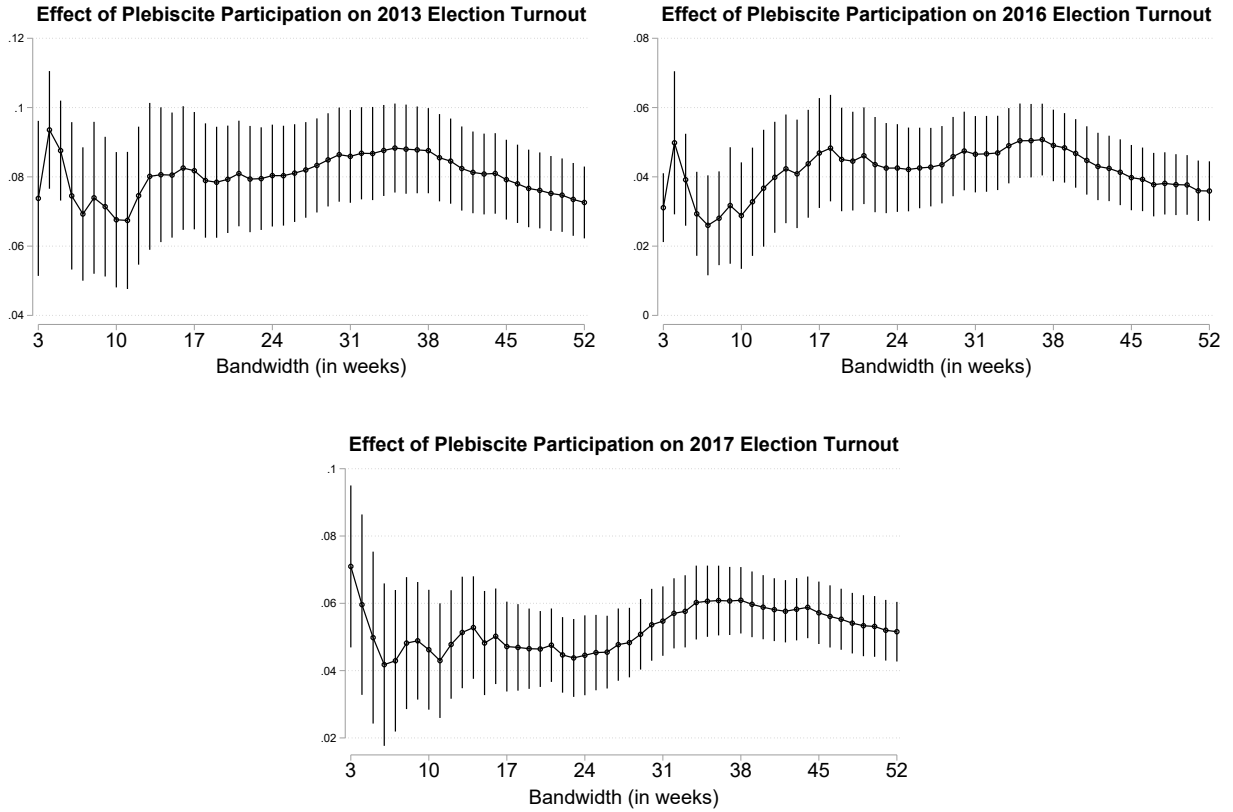 Effect of Plebiscite Participation on 2013 Election Turnout
.12
.1
.08
.06
.04
3 10 17 24 31 38 45 52
Bandwidth (in weeks)
Effect of Plebiscite Participation on 2016 Election Turnout
.08
.06
.04
.02
0
3 10 17 24 31 38 45 52
Bandwidth (in weeks)
Effect of Plebiscite Participation on 2017 Election Turnout
.1
.08
.06
.04
.02
3 10 17 24 31 38 45 52
Bandwidth (in weeks)